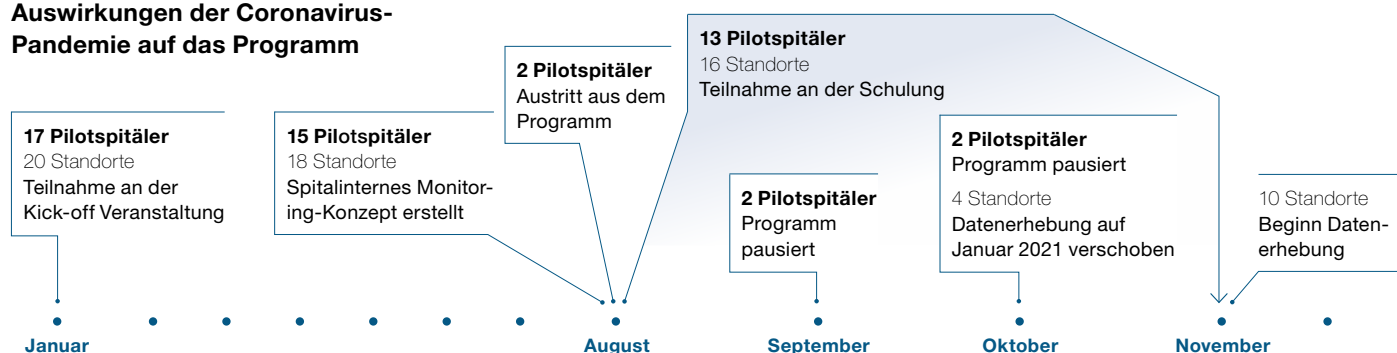 Auswirkungen der Coronavirus-
Pandemie auf das Programm
17 Pilotspitäler
20 Standorte
Teilnahme an der
Kick-off Veranstaltung
15 Pilotspitäler
18 Standorte
Spitalinternes Monitor-
ing-Konzept erstellt
2 Pilotspitäler
Austritt aus dem
Programm
13 Pilotspitäler
16 Standorte
Teilnahme an der Schulung
2 Pilotspitäler
Programm
pausiert
2 Pilotspitäler
Programm pausiert
4 Standorte
Datenerhebung auf
Januar 2021 verschoben
10 Standorte
Beginn Daten-
erhebung
Januar
August
September
Oktober
November